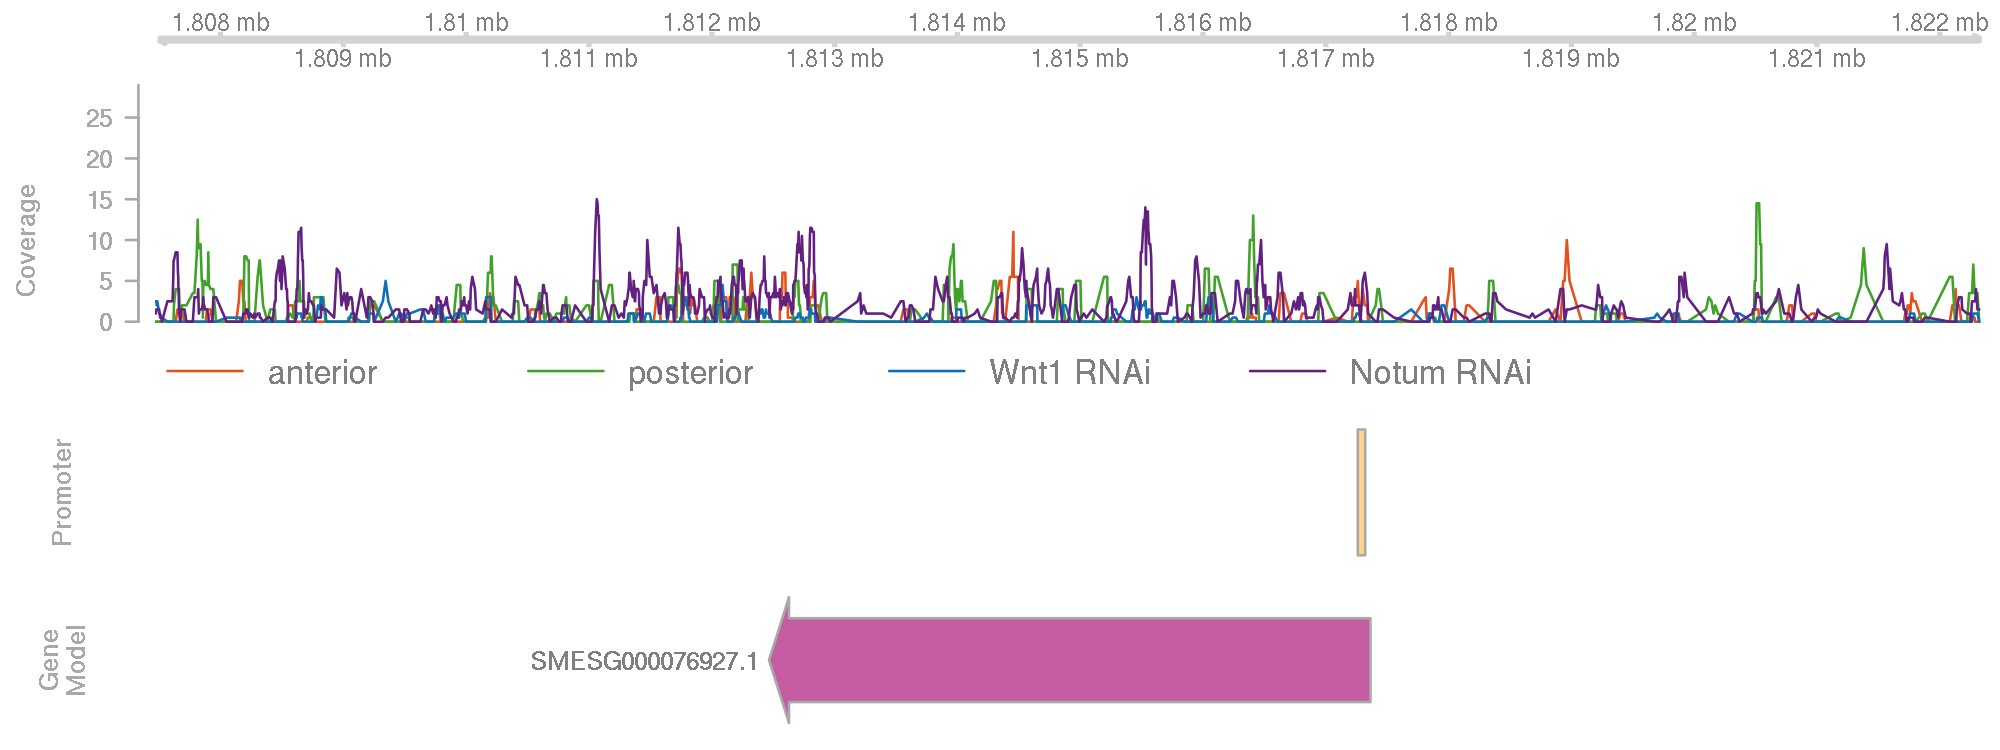 1.808 mb 1.81 mb 1.812 mb 1.814 mb 1.816 mb 1.818 mb 1.82 mb 1.822 mb
1.809 mb 1.811 mb 1.813 mb 1.815 mb 1.817 mb 1.819 mb 1.821 mb
Coverage
25
20
15
10
5
0
anterior posterior Wnt1 RNAi Notum RNAi
Promoter
Gene
Model
SMESG000076927.1